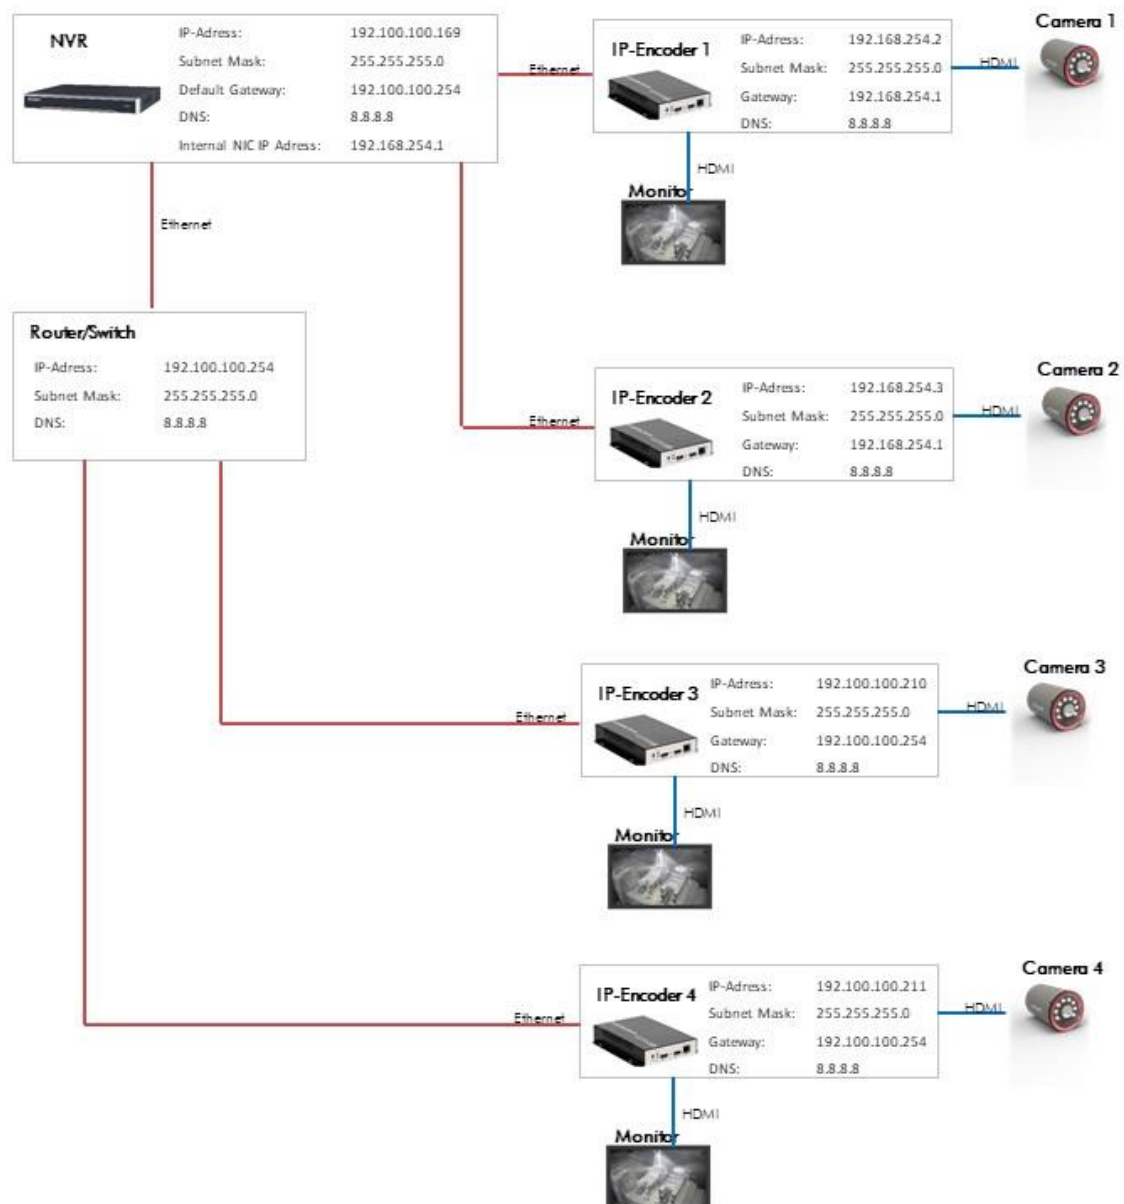 NVR
IP-Adress: 192.100.100.169
Subnet Mask: 255.255.255.0
Default Gateway: 192.100.100.254
DNS: 8.8.8.8
Internal NIC IP Adress: 192.168.254.1
Ethernet
IP-Encoder 1
IP-Adress: 192.168.254.2
Subnet Mask: 255.255.255.0
Gateway: 192.168.254.1
DNS: 8.8.8.8
HDMI
Camera 1
HDMI
Monitor
Ethernet
Router/Switch
IP-Adress: 192.100.100.254
Subnet Mask: 255.255.255.0
DNS: 8.8.8.8
Ethernet
IP-Encoder 2
IP-Adress: 192.168.254.3
Subnet Mask: 255.255.255.0
Gateway: 192.168.254.1
DNS: 8.8.8.8
HDMI
Camera 2
HDMI
Monitor
Ethernet
IP-Encoder 3
IP-Adress: 192.100.100.210
Subnet Mask: 255.255.255.0
Gateway: 192.100.100.254
DNS: 8.8.8.8
HDMI
Camera 3
HDMI
Monitor
Ethernet
IP-Encoder 4
IP-Adress: 192.100.100.211
Subnet Mask: 255.255.255.0
Gateway: 192.100.100.254
DNS: 8.8.8.8
HDMI
Camera 4
HDMI
Monitor